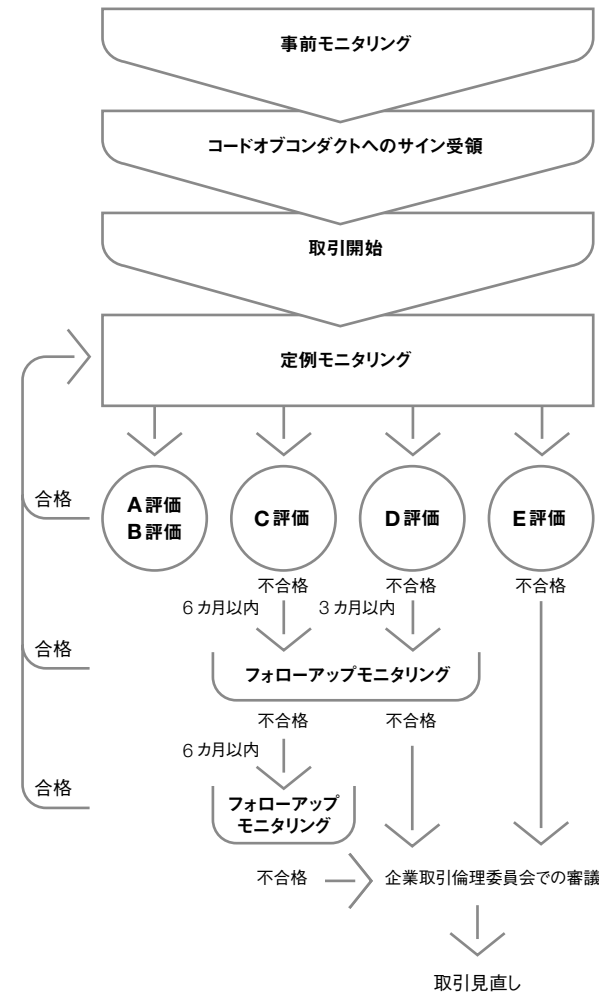 事前モニタリング
コードオブコンダクトへのサイン受領
取引開始
定例モニタリング
合格
A評価
B評価
C評価
D評価
E評価
不合格
不合格
不合格
6カ月以内
3カ月以内
合格
フォローアップモニタリング
不合格
不合格
6カ月以内
合格
フォローアップ
モニタリング
不合格
企業取引倫理委員会での審議
取引見直し